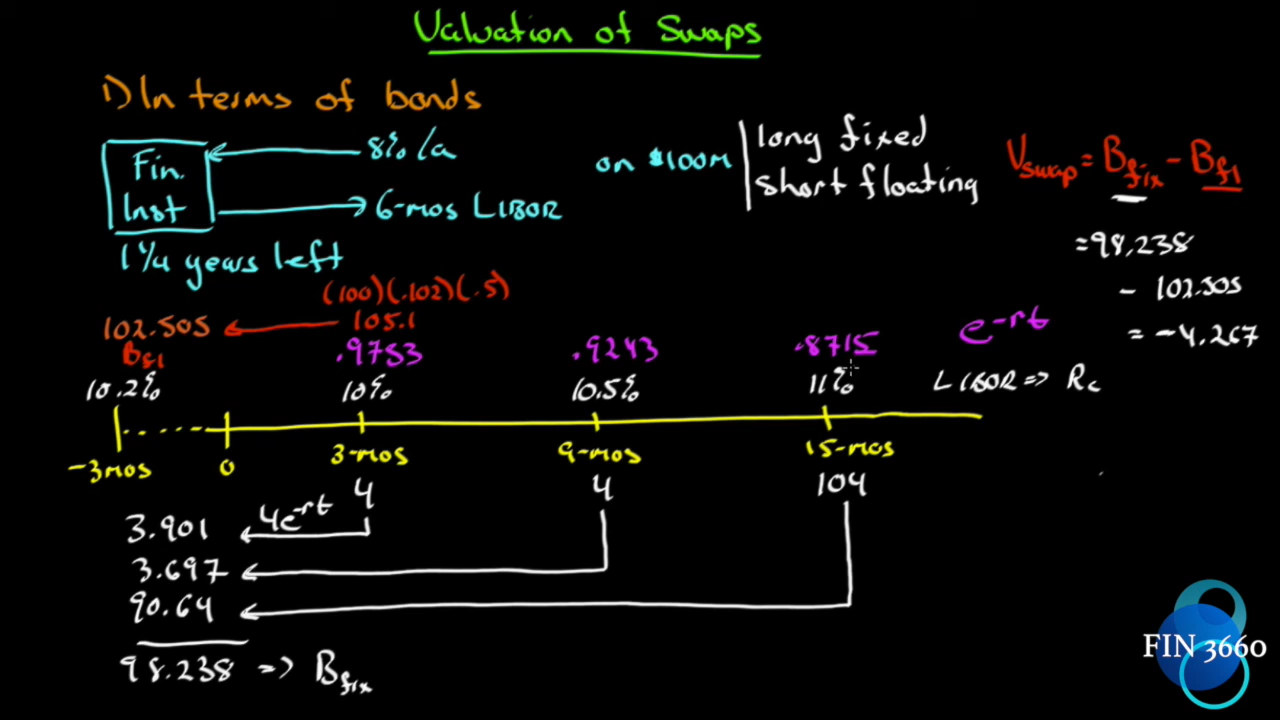 Valuation of Swaps
1) In terms of bonds
Fin. Inst
8% /a
6-mos LIBOR
1 1/4 years left
on $100M
long fixed
short floating
Vswap = Bfix - Bfl
= 98.238
- 102.505
= -4.267
(100)(.102)(.5)
102.505 105.1
Bfl .9753 .9243 .8715 e^-rt
10.2% 10% 10.5% 11% LIBOR => Rc
-3mos 0 3-mos 9-mos 15-mos
4 4 104
3.901 4e^-rt
3.697
90.64
98.238 => Bfix
FIN 3660